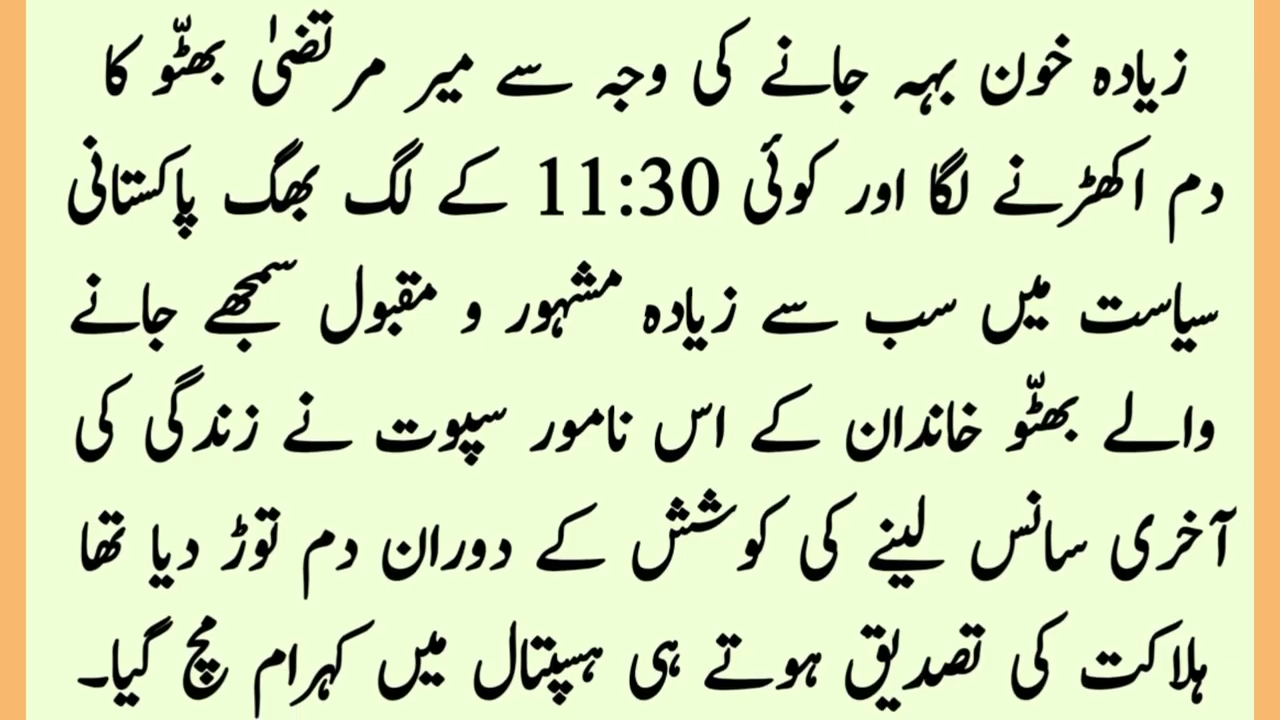 زیادہ خون بہہ جانے کی وجہ سے میر مرتضیٰ بھٹّو کا
دم اکھڑنے لگا اور کوئی 11:30 کے لگ بھگ پاکستانی
سیاست میں سب سے زیادہ مشہور و مقبول سمجھے جانے
والے بھٹّو خاندان کے اس نامور سپوت نے زندگی کی
آخری سانس لینے کی کوشش کے دوران دم توڑ دیا تھا
ہلاکت کی تصدیق ہوتے ہی ہسپتال میں کہرام مچ گیا۔